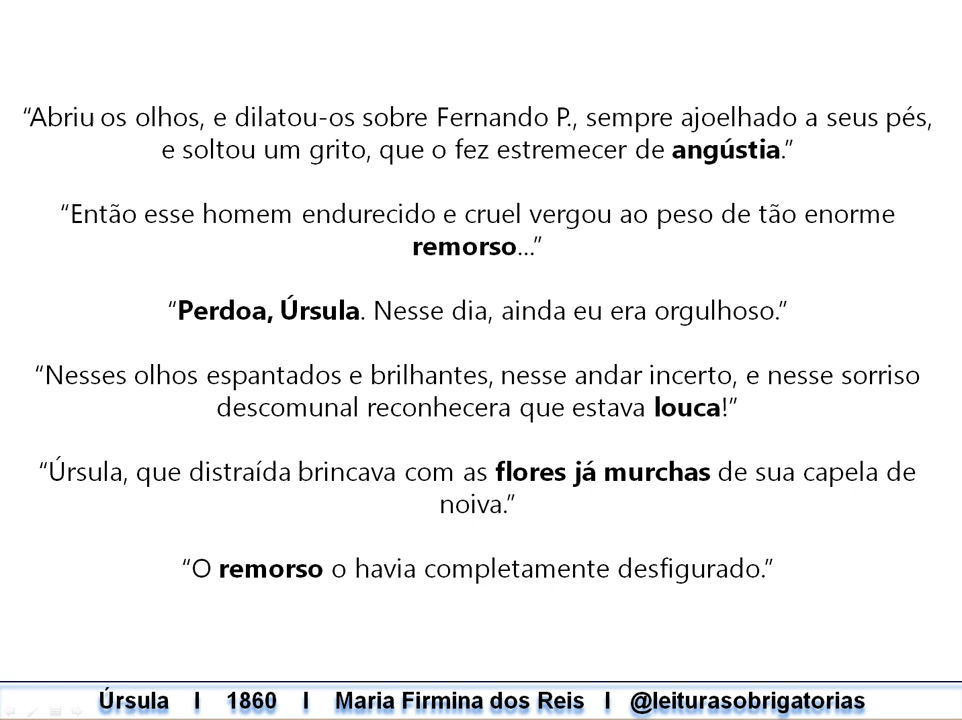 “Abriu os olhos, e dilatou-os sobre Fernando P., sempre ajoelhado a seus pés,
e soltou um grito, que o fez estremecer de angústia.”
“Então esse homem endurecido e cruel vergou ao peso de tão enorme
remorso...”
“Perdoa, Úrsula. Nesse dia, ainda eu era orgulhoso.”
“Nesses olhos espantados e brilhantes, nesse andar incerto, e nesse sorriso
descomunal reconhecera que estava louca!”
“Úrsula, que distraída brincava com as flores já murchas de sua capela de
noiva.”
“O remorso o havia completamente desfigurado.”
Úrsula I 1860 I Maria Firmina dos Reis I @leiturasobrigatorias